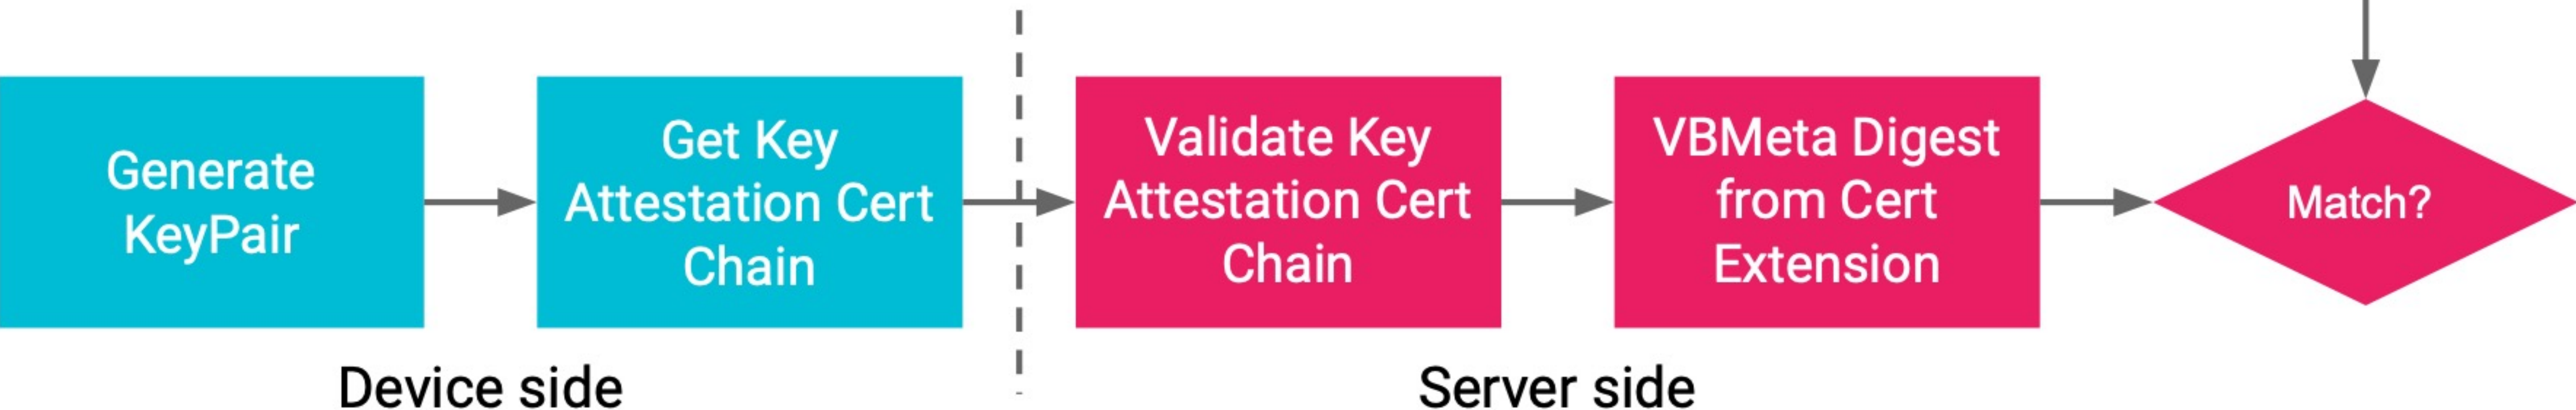 Generate
KeyPair
Get Key
Attestation Cert
Chain
Validate Key
Attestation Cert
Chain
VBMeta Digest
from Cert
Extension
Match?
Device side
Server side